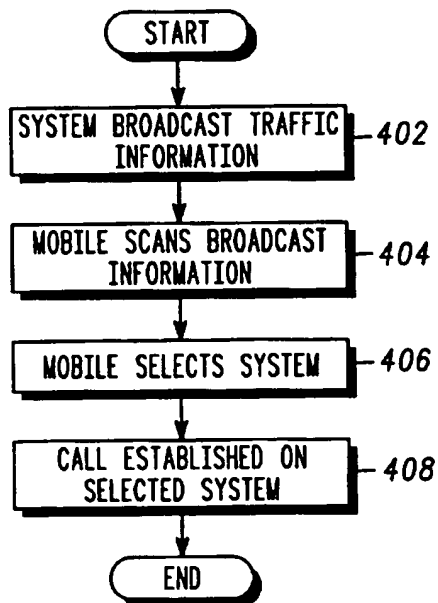 START
SYSTEM BROADCAST TRAFFIC
INFORMATION
402
MOBILE SCANS BROADCAST
INFORMATION
404
MOBILE SELECTS SYSTEM
406
CALL ESTABLISHED ON
SELECTED SYSTEM
408
END